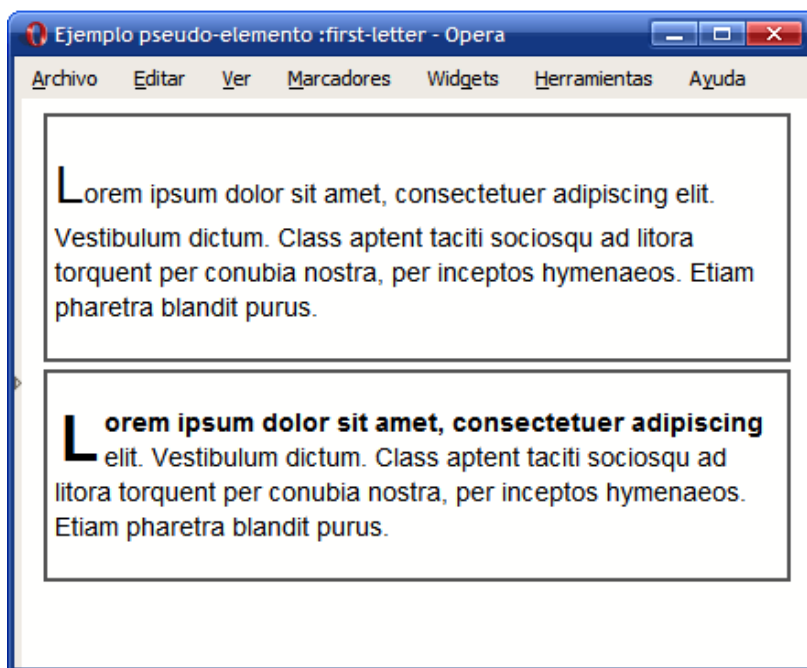 Ejemplo pseudo-elemento :first-letter - Opera
Archivo Editar Ver Marcadores Widgets Herramientas Ayuda
Lorem ipsum dolor sit amet, consectetuer adipiscing elit.
Vestibulum dictum. Class aptent taciti sociosqu ad litora
torquent per conubia nostra, per inceptos hymenaeos. Etiam
pharetra blandit purus.
Lorem ipsum dolor sit amet, consectetuer adipiscing
elit. Vestibulum dictum. Class aptent taciti sociosqu ad
litora torquent per conubia nostra, per inceptos hymenaeos.
Etiam pharetra blandit purus.